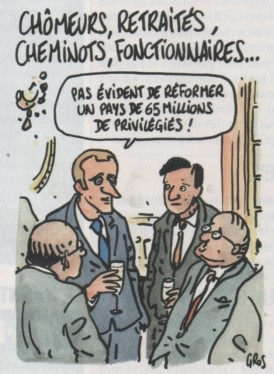 CHÔMEURS, RETRAITÉS,
CHEMINOTS, FONCTIONNAIRES...
PAS ÉVIDENT DE RÉFORMER
UN PAYS DE 65 MILLIONS
DE PRIVILÉGIÉS !
GROS